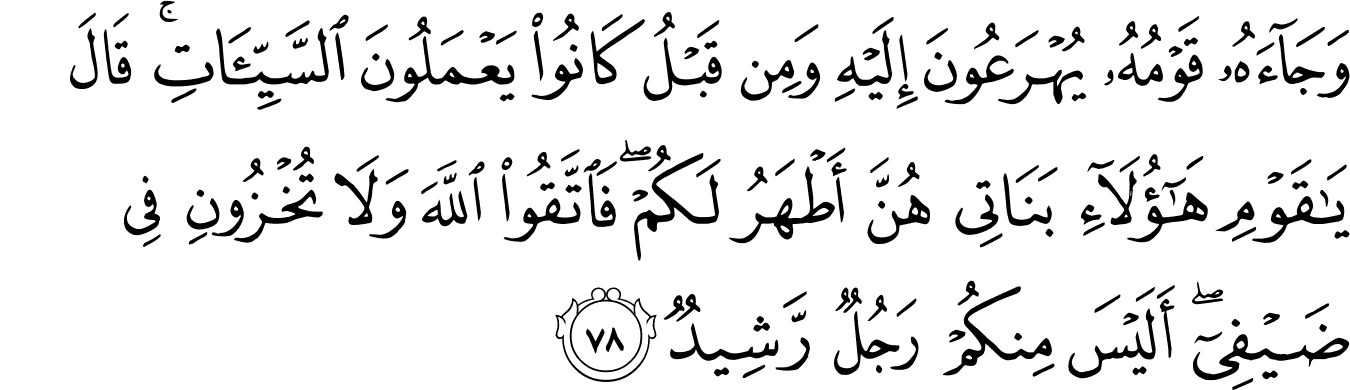 وَجَآءَهُۥ قَوْمُهُۥ يُهْرَعُونَ إِلَيْهِ وَمِن قَبْلُ كَانُوا۟ يَعْمَلُونَ ٱلسَّيِّـَٔاتِ ۚ قَالَ
يَـٰقَوْمِ هَـٰٓؤُلَآءِ بَنَاتِى هُنَّ أَطْهَرُ لَكُمْ ۖ فَٱتَّقُوا۟ ٱللَّهَ وَلَا تُخْزُونِ فِى
ضَيْفِىٓ ۖ أَلَيْسَ مِنكُمْ رَجُلٌ رَّشِيدٌ ٧٨